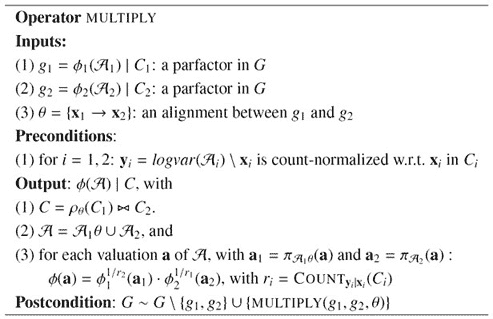 Operator MULTIPLY
Inputs:
(1) g₁ = ϕ₁(𝒜₁) | C₁: a parfactor in G
(2) g₂ = ϕ₂(𝒜₂) | C₂: a parfactor in G
(3) θ = {x₁ → x₂}: an alignment between g₁ and g₂
Preconditions:
(1) for i = 1, 2: yᵢ = logvar(𝒜ᵢ) \ xᵢ is count-normalized w.r.t. xᵢ in Cᵢ
Output: ϕ(𝒜) | C, with
(1) C = ρ_θ(C₁) ⋈ C₂.
(2) 𝒜 = 𝒜₁θ ∪ 𝒜₂, and
(3) for each valuation a of 𝒜, with a₁ = π_{𝒜₁θ}(a) and a₂ = π_{𝒜₂}(a) :
ϕ(a) = ϕ₁^{1/r₂}(a₁) · ϕ₂^{1/r₁}(a₂), with rᵢ = COUNT_{yᵢ|xᵢ}(Cᵢ)
Postcondition: G ∼ G \ {g₁, g₂} ∪ {MULTIPLY(g₁, g₂, θ)}